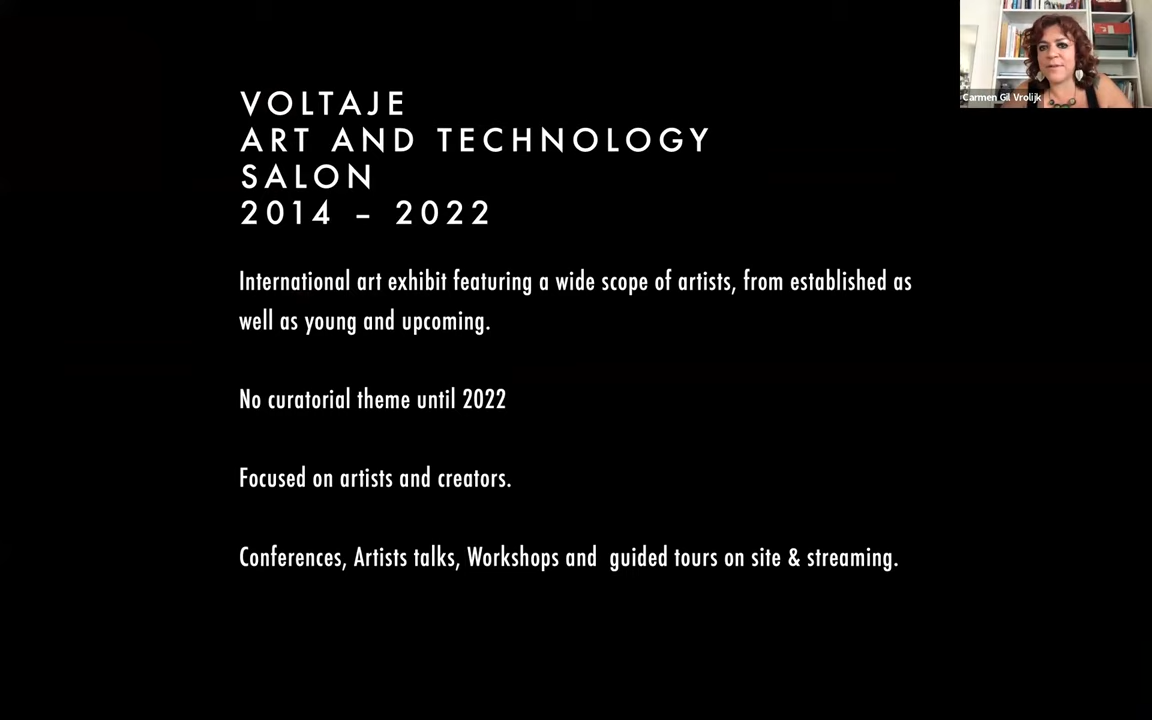 VOLTAJE
ART AND TECHNOLOGY
SALON
2014 – 2022
International art exhibit featuring a wide scope of artists, from established as
well as young and upcoming.
No curatorial theme until 2022
Focused on artists and creators.
Conferences, Artists talks, Workshops and  guided tours on site & streaming.
Carmen Gil Vrolijk